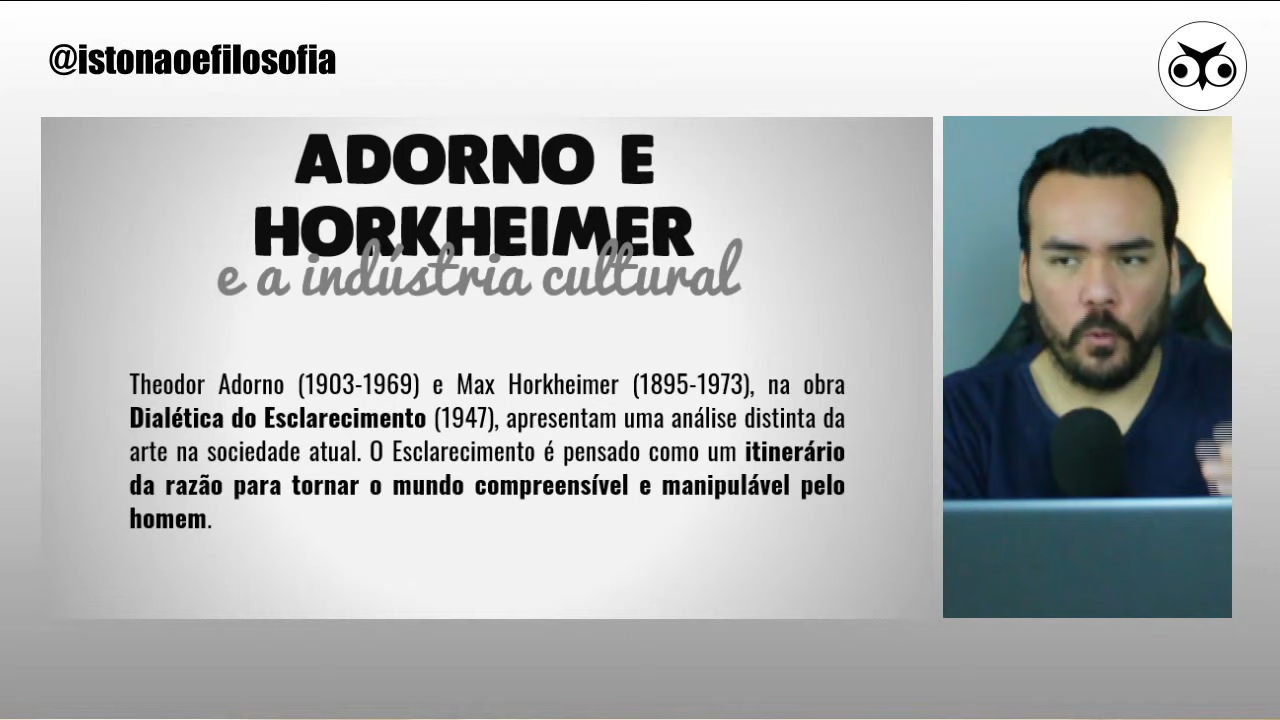 @istonaoefilosofia
ADORNO E
HORKHEIMER
e a indústria cultural
Theodor Adorno (1903-1969) e Max Horkheimer (1895-1973), na obra
Dialética do Esclarecimento (1947), apresentam uma análise distinta da
arte na sociedade atual. O Esclarecimento é pensado como um itinerário
da razão para tornar o mundo compreensível e manipulável pelo
homem.